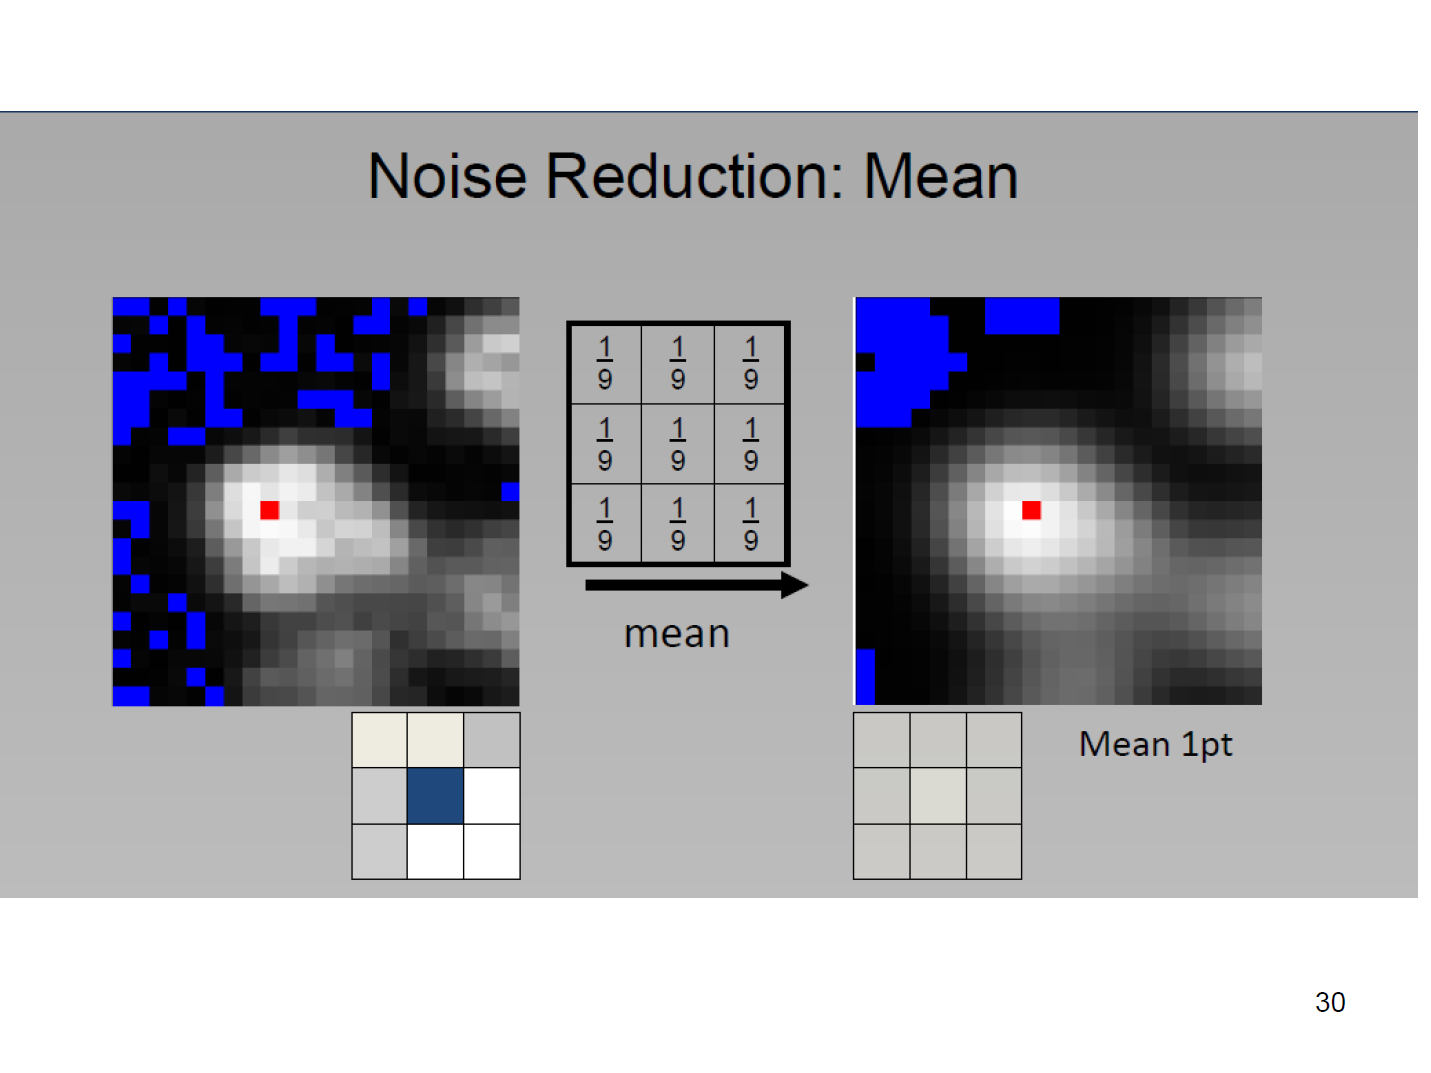 Noise Reduction: Mean
1 1 1
9 9 9
1 1 1
9 9 9
1 1 1
9 9 9
mean
Mean 1pt
30